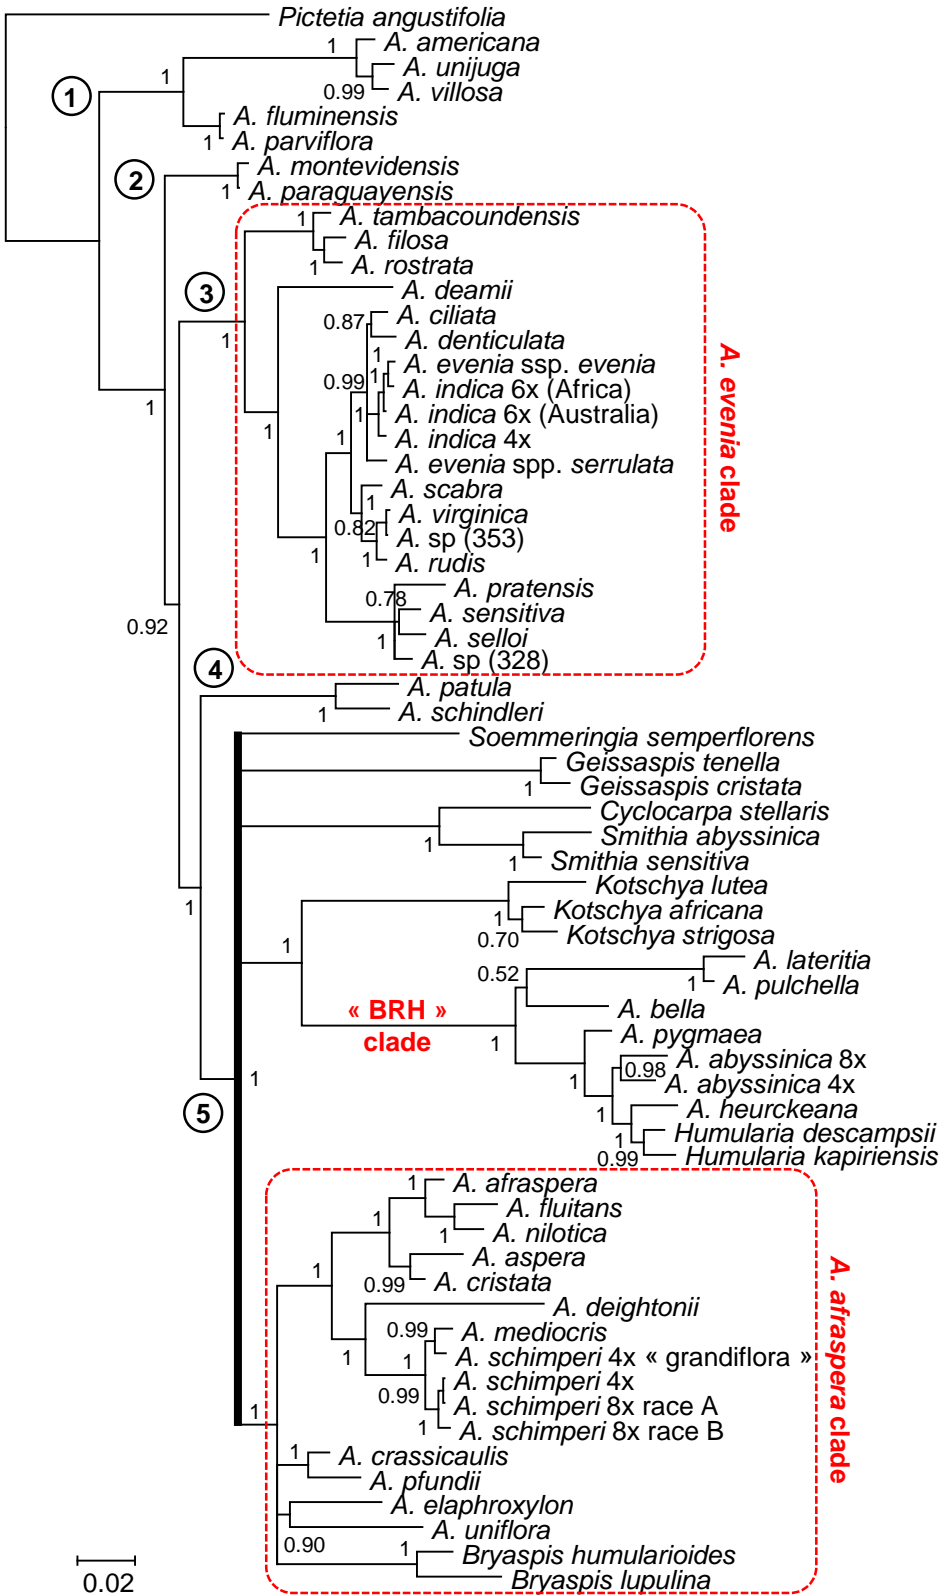 Pictetia angustifolia
A. americana
1
A. unijuga
1
0.99
A. villosa
1
A. fluminensis
1
A. parviflora
A. montevidensis
2
1
A. paraguayensis
1
A. tambacoundensis
A. filosa
1
A. rostrata
3
A. deamii
0.87
A. ciliata
1
A. denticulata
1
A. evenia ssp. evenia
0.99
1
A. indica 6x (Africa)
1
A. indica 6x (Australia)
1
1
A. indica 4x
A. evenia spp. serrulata
A. scabra
1
A. virginica
0.82
A. sp (353)
1
1
A. rudis
A. pratensis
0.78
A. sensitiva
1
A. selloi
A. sp (328)
A. evenia clade
1
0.92
4
A. patula
1
A. schindleri
Soemmeringia semperflorens
Geissaspis tenella
1
Geissaspis cristata
Cyclocarpa stellaris
1
Smithia abyssinica
1
Smithia sensitiva
Kotschya lutea
1
1
Kotschya africana
1
0.70
Kotschya strigosa
A. lateritia
0.52
1
A. pulchella
« BRH »
clade
A. bella
1
A. pygmaea
A. abyssinica 8x
0.98
1
A. abyssinica 4x
1
1
A. heurckeana
5
1
Humularia descampsii
0.99
Humularia kapiriensis
1
A. afraspera
A. fluitans
1
1
A. nilotica
A. aspera
1
0.99
A. cristata
A. deightonii
0.99
A. mediocris
1
1
A. schimperi 4x « grandiflora »
A. schimperi 4x
0.99
A. schimperi 8x race A
1
1
A. schimperi 8x race B
1
A. crassicaulis
A. pfundii
A. elaphroxylon
A. uniflora
0.90
1
Bryaspis humularioides
Bryaspis lupulina
A. afraspera clade
0.02